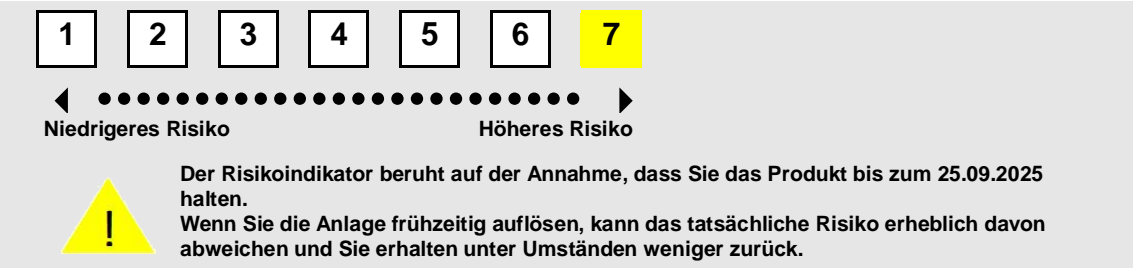 1 2 3 4 5 6 7
Niedrigeres Risiko Höheres Risiko
Der Risikoindikator beruht auf der Annahme, dass Sie das Produkt bis zum 25.09.2025
halten.
Wenn Sie die Anlage frühzeitig auflösen, kann das tatsächliche Risiko erheblich davon
abweichen und Sie erhalten unter Umständen weniger zurück.
!